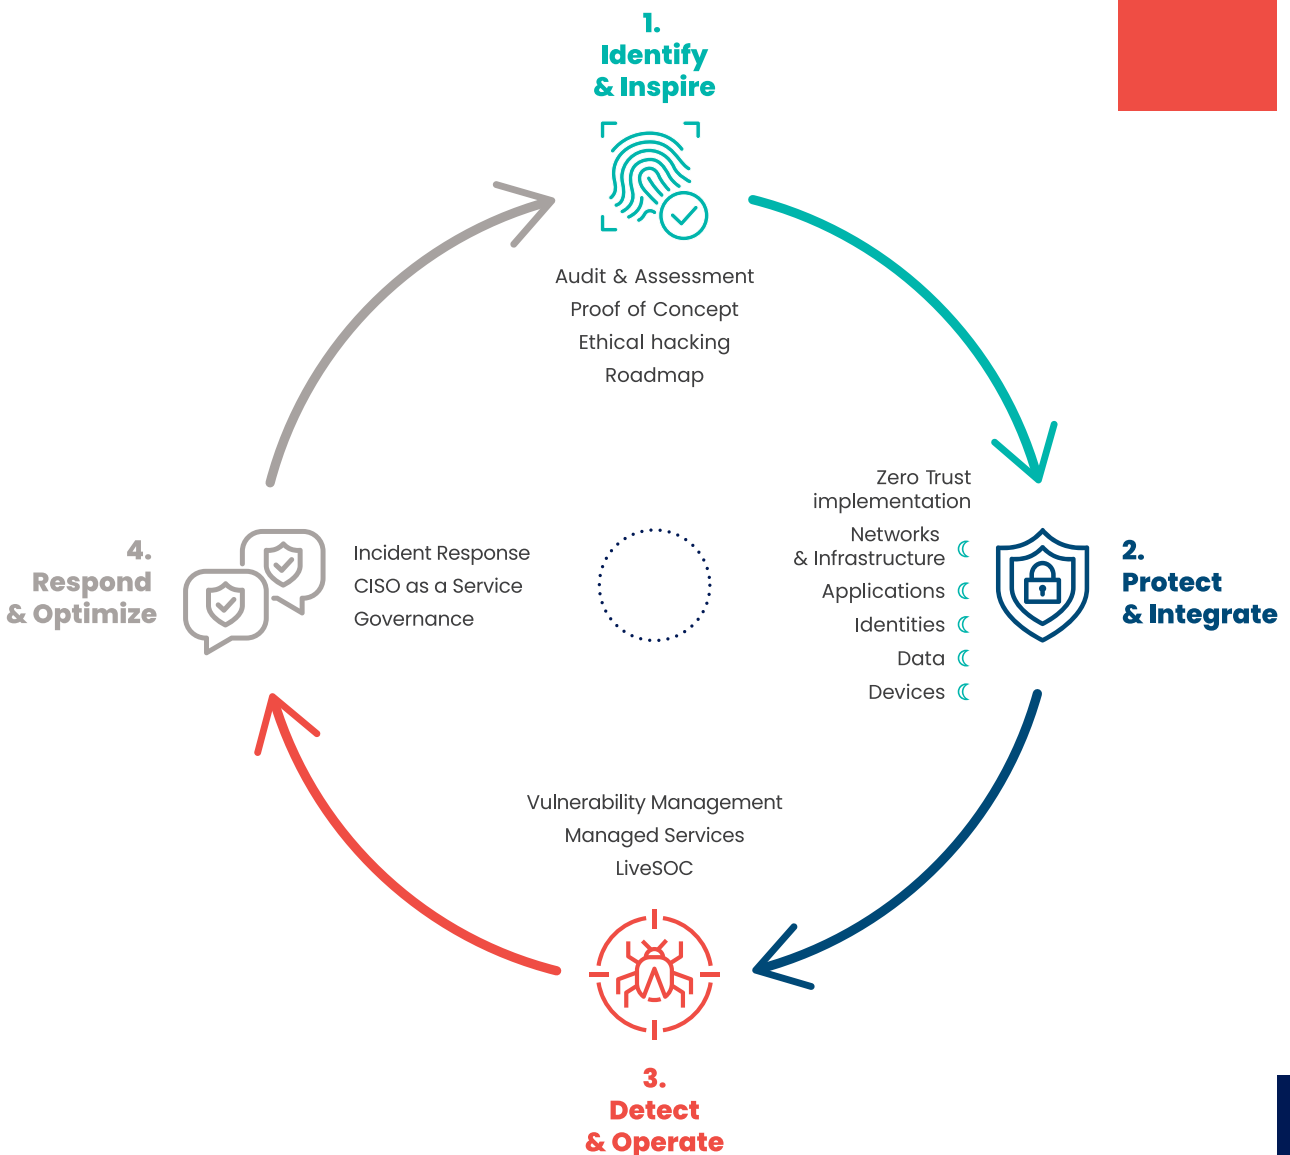 1.
Identify
& Inspire
Audit & Assessment
Proof of Concept
Ethical hacking
Roadmap
Zero Trust
implementation
Networks
& Infrastructure
Applications
Identities
Data
Devices
2.
Protect
& Integrate
Vulnerability Management
Managed Services
LiveSOC
3.
Detect
& Operate
4.
Respond
& Optimize
Incident Response
CISO as a Service
Governance